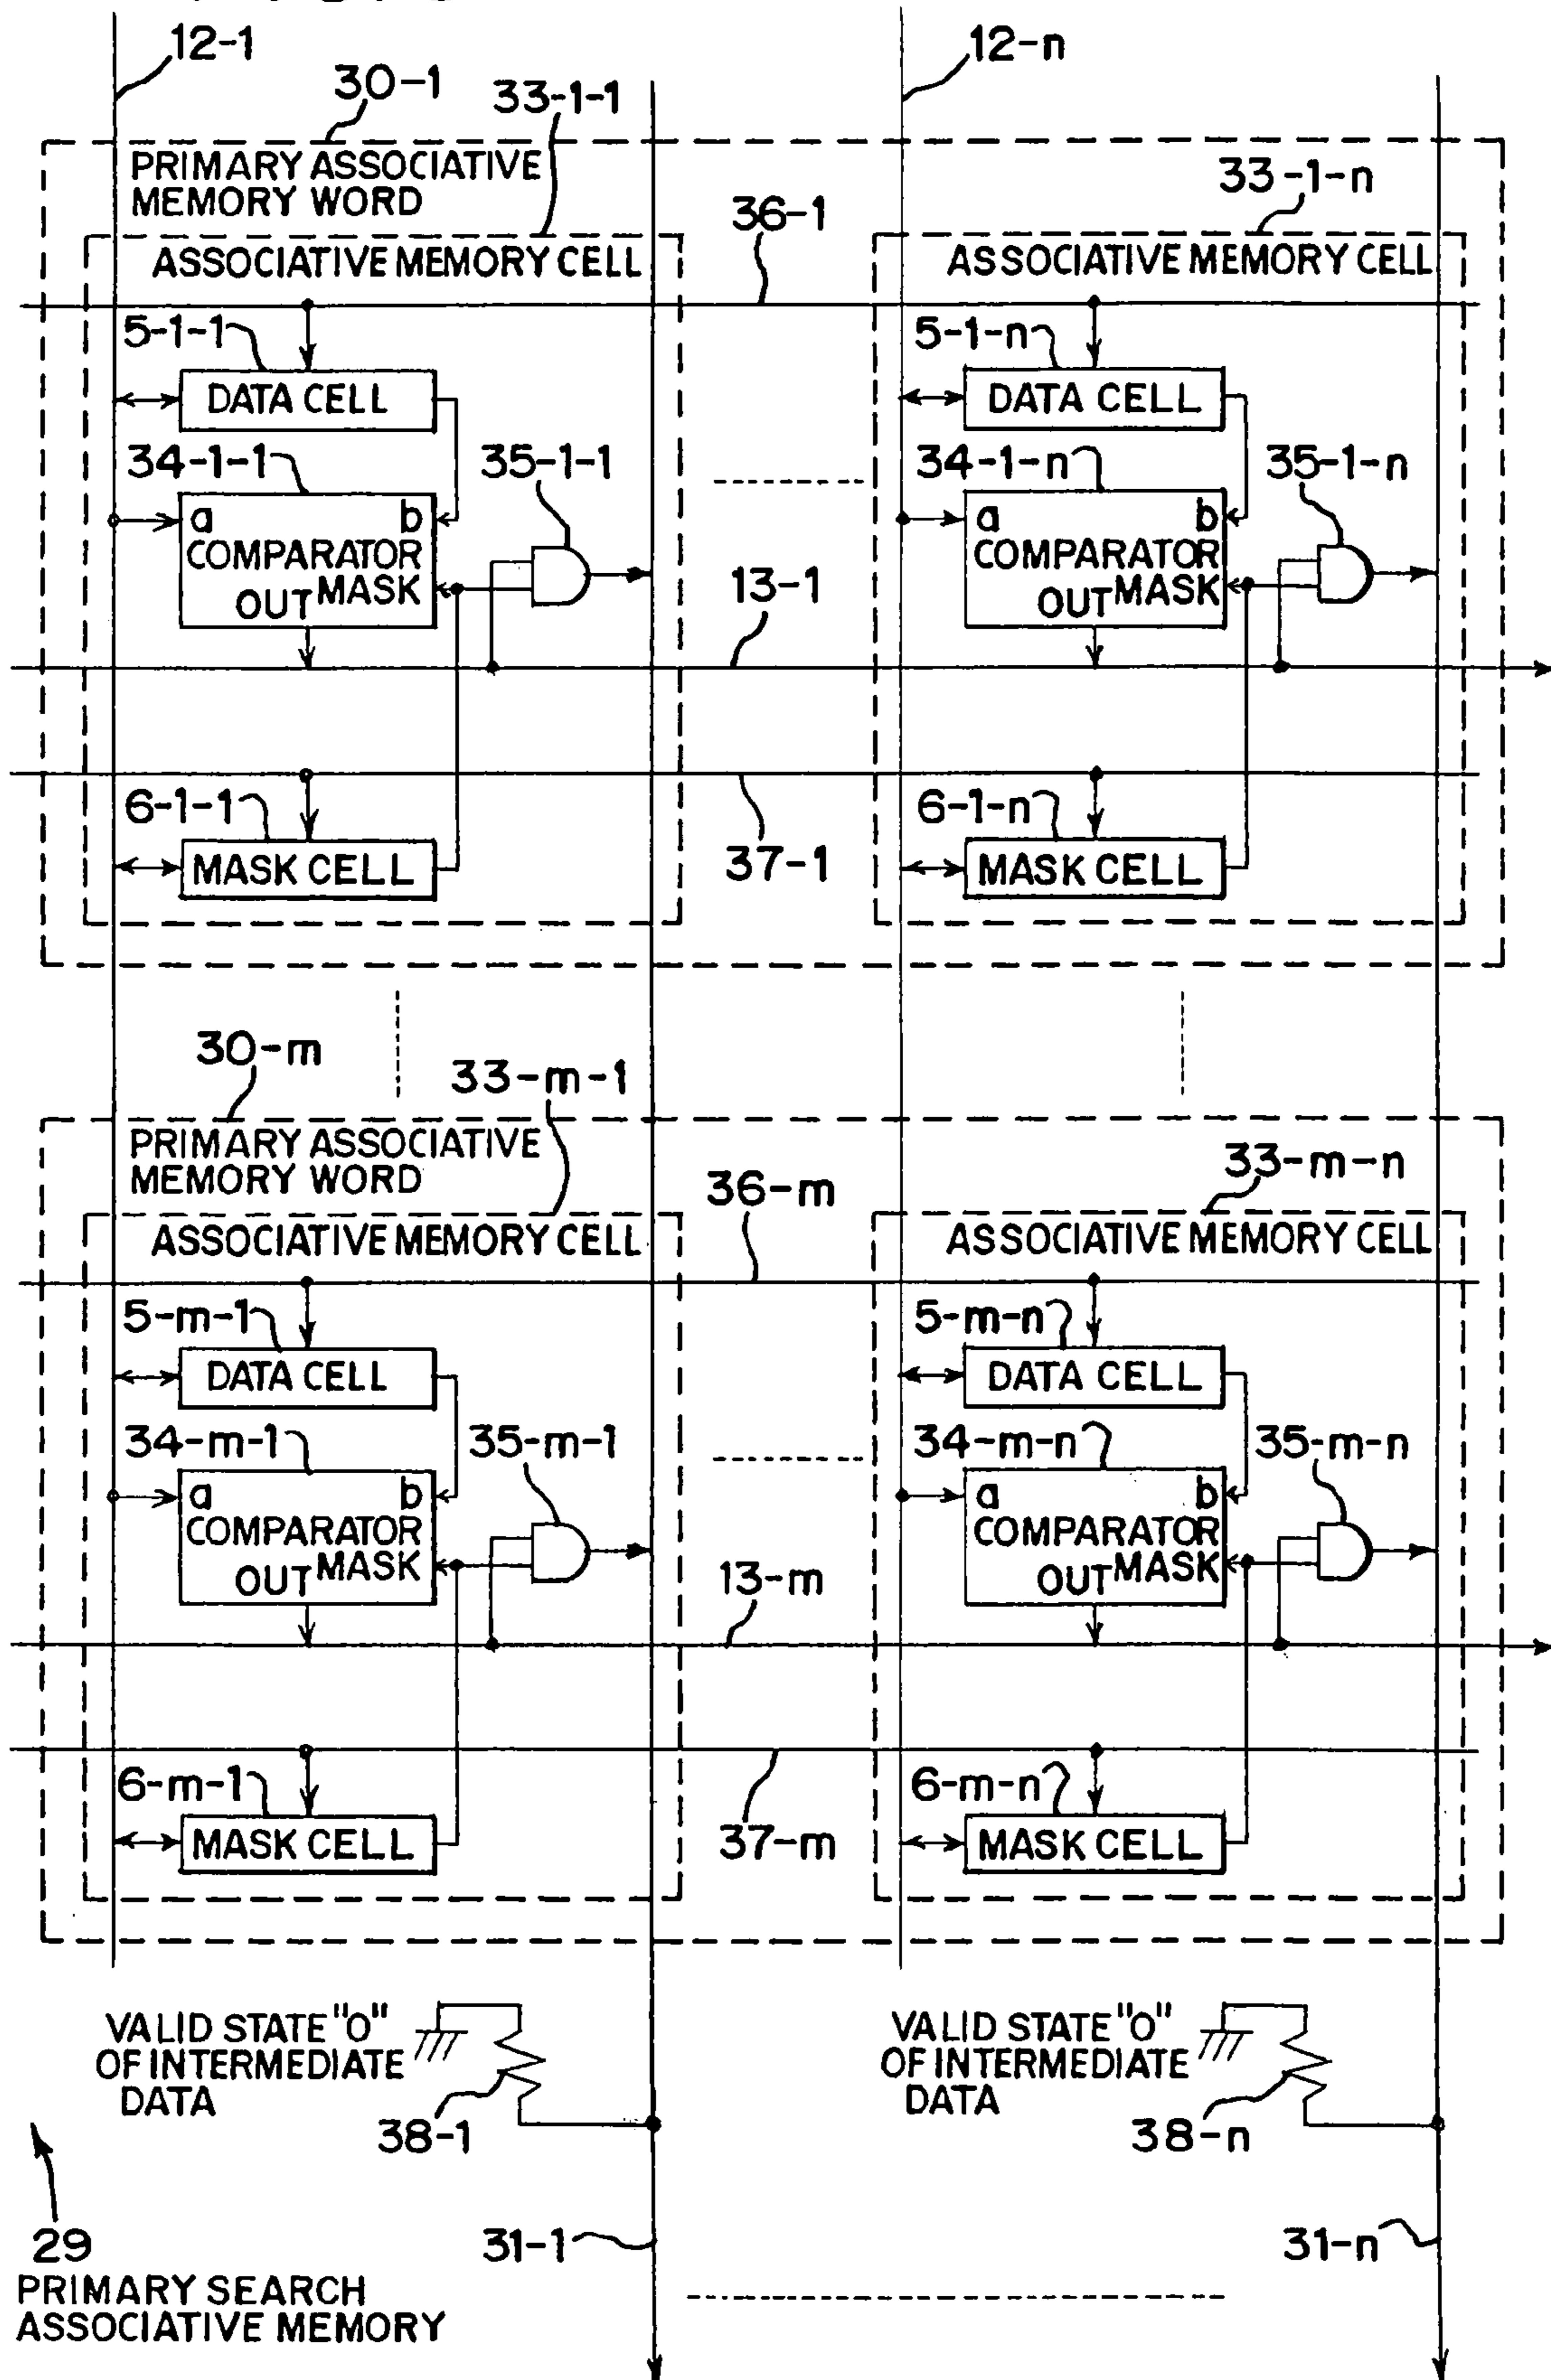 12-1
12-n
30-1
33-1-1
PRIMARY ASSOCIATIVE
MEMORY WORD
33-1-n
36-1
ASSOCIATIVE MEMORY CELL
ASSOCIATIVE MEMORY CELL
5-1-1
5-1-n
DATA CELL
DATA CELL
34-1-1
35-1-1
34-1-n
35-1-n
a b
COMPARATOR
OUT MASK
a b
COMPARATOR
OUT MASK
13-1
6-1-1
6-1-n
MASK CELL
37-1
MASK CELL
30-m
33-m-1
PRIMARY ASSOCIATIVE
MEMORY WORD
33-m-n
36-m
ASSOCIATIVE MEMORY CELL
ASSOCIATIVE MEMORY CELL
5-m-1
5-m-n
DATA CELL
DATA CELL
34-m-1
35-m-1
34-m-n
35-m-n
a b
COMPARATOR
OUT MASK
a b
COMPARATOR
OUT MASK
13-m
6-m-1
6-m-n
MASK CELL
37-m
MASK CELL
VALID STATE "0"
OF INTERMEDIATE
DATA
38-1
VALID STATE "0"
OF INTERMEDIATE
DATA
38-n
29
31-1
31-n
PRIMARY SEARCH
ASSOCIATIVE MEMORY